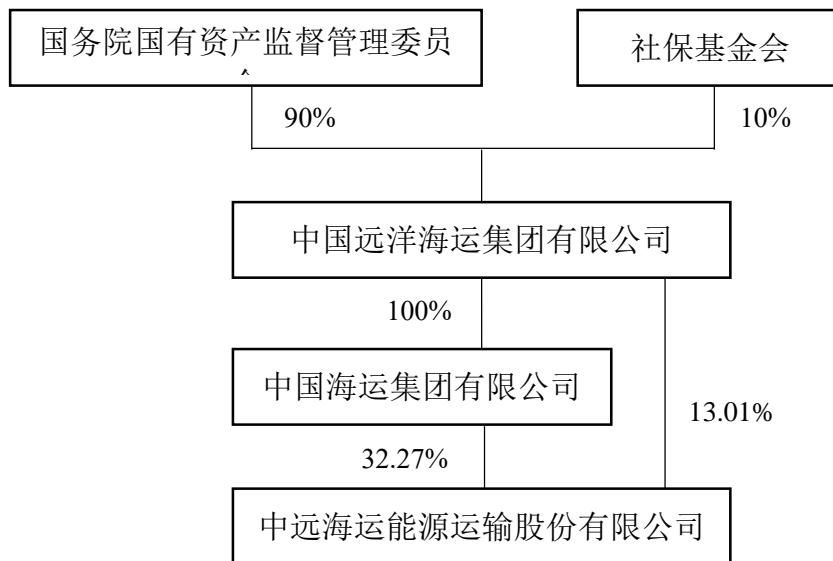 国务院国有资产监督管理委员
社保基金会
90%
10%
中国远洋海运集团有限公司
100%
中国海运集团有限公司
13.01%
32.27%
中远海运能源运输股份有限公司